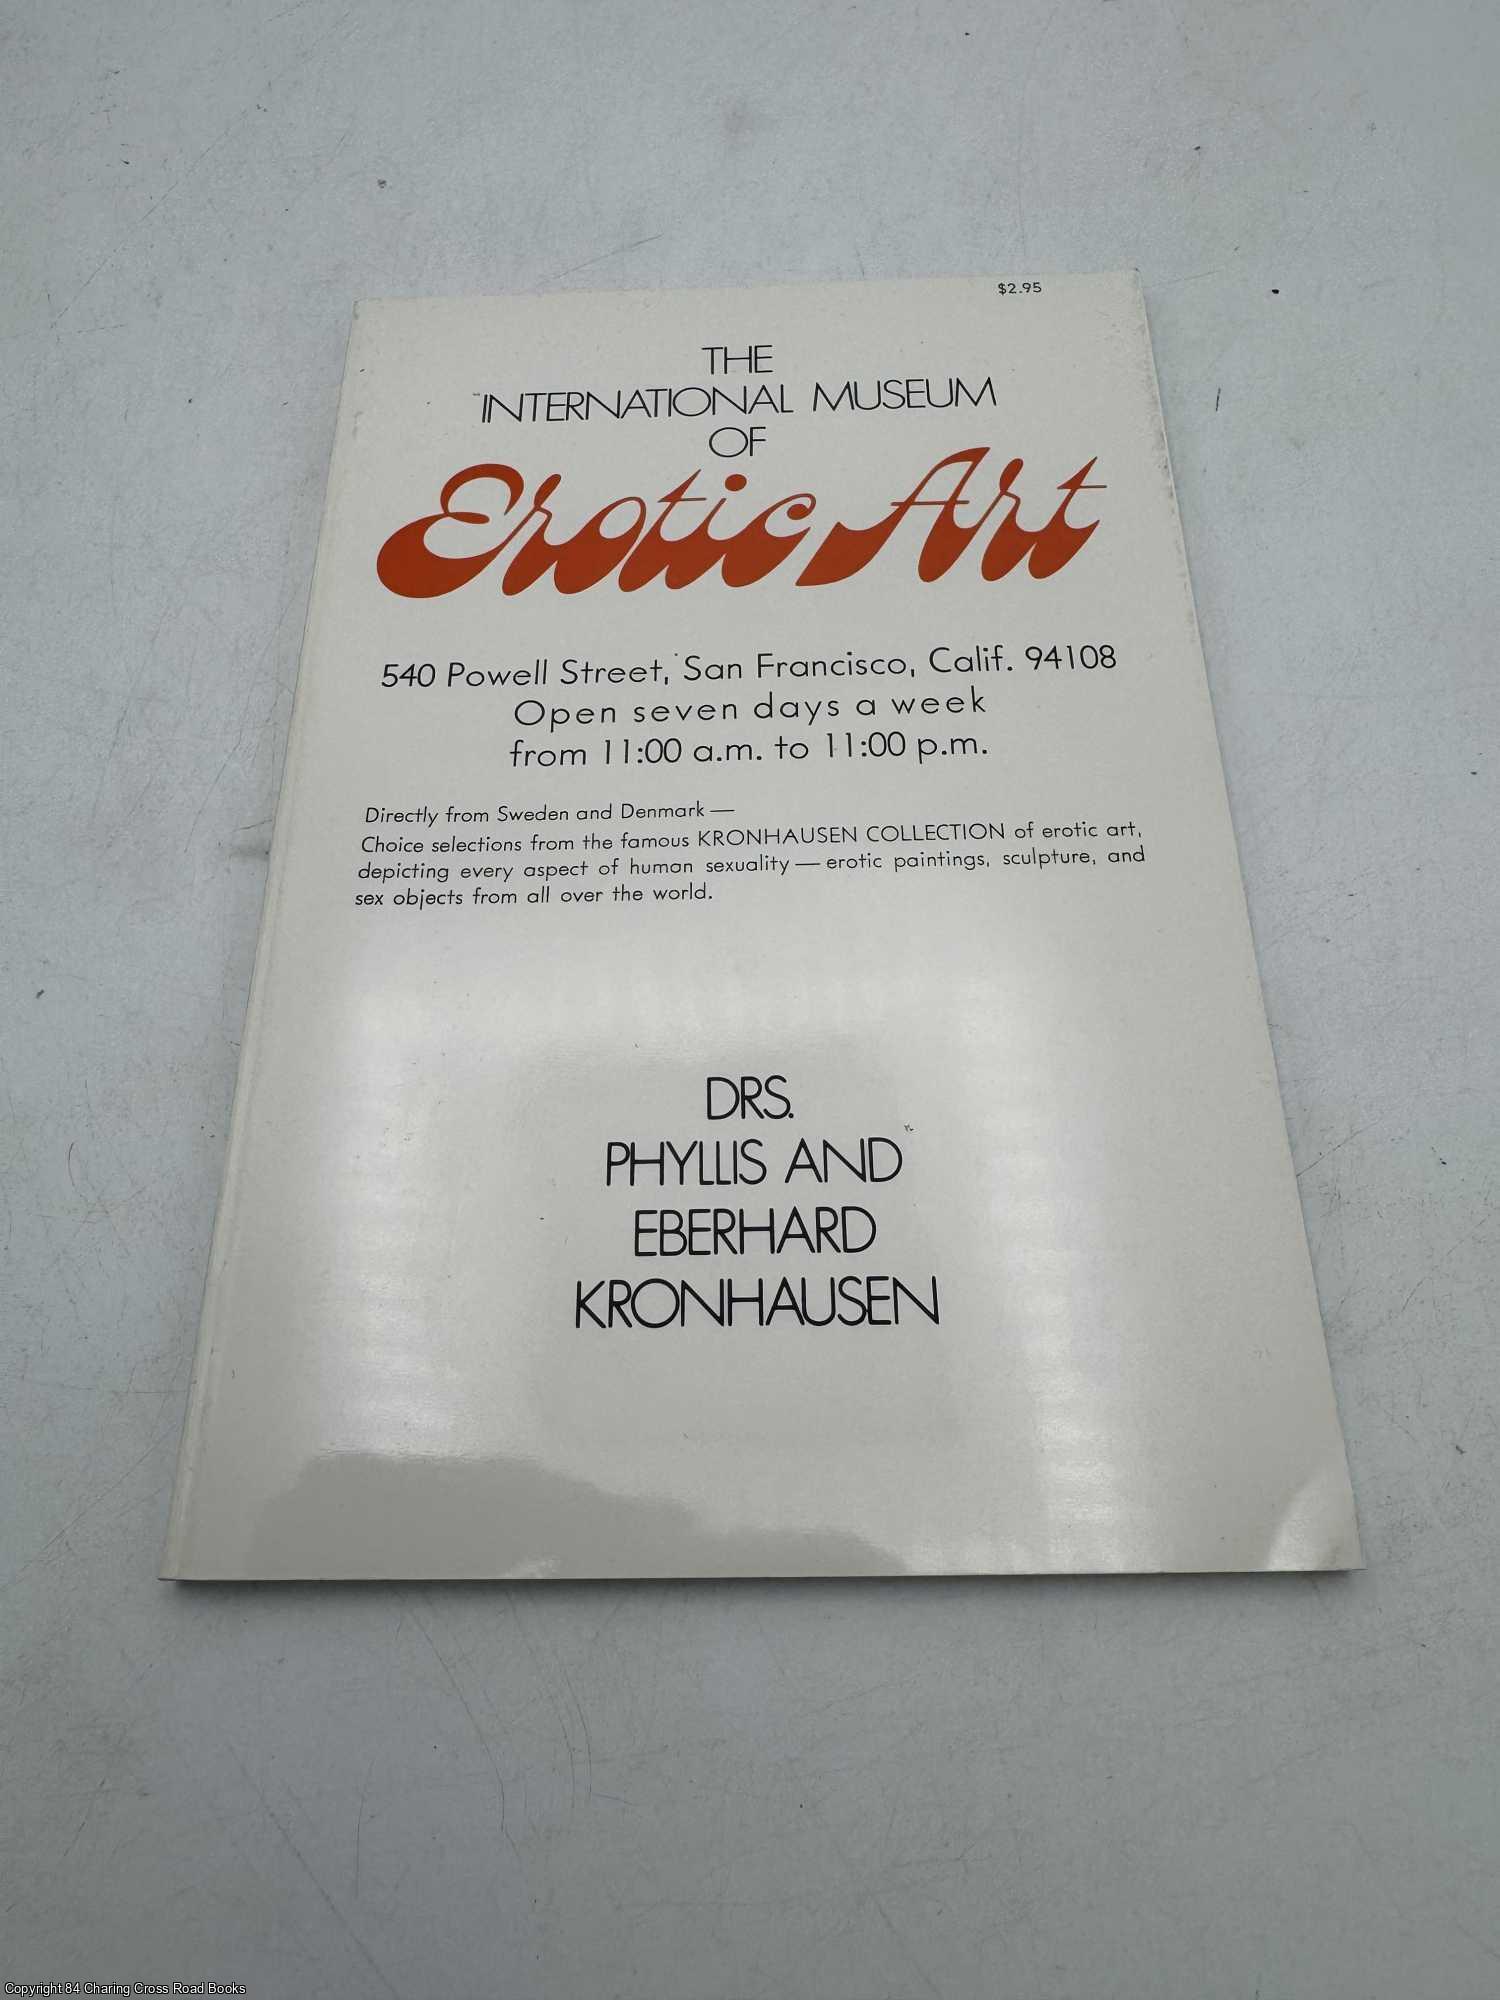 $2.95
THE
INTERNATIONAL MUSEUM
OF
Erotic Art
540 Powell Street, San Francisco, Calif. 94108
Open seven days a week
from 11:00 a.m. to 11:00 p.m.
Directly from Sweden and Denmark —
Choice selections from the famous KRONHAUSEN COLLECTION of erotic art,
depicting every aspect of human sexuality — erotic paintings, sculpture, and
sex objects from all over the world.
DRS.
PHYLLIS AND
EBERHARD
KRONHAUSEN
Copyright 84 Charing Cross Road Books